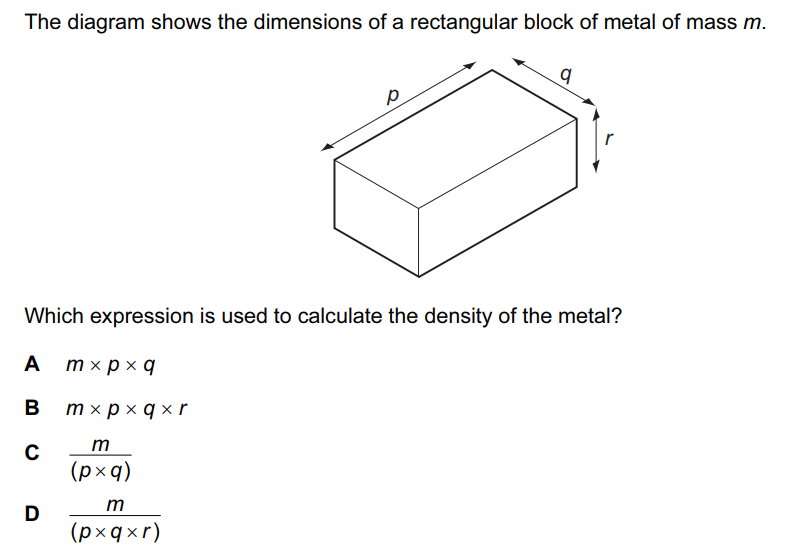 The diagram shows the dimensions of a rectangular block of metal of mass m.
p
q
r
Which expression is used to calculate the density of the metal?
A m × p × q
B m × p × q × r
C m
(p × q)
D m
(p × q × r)